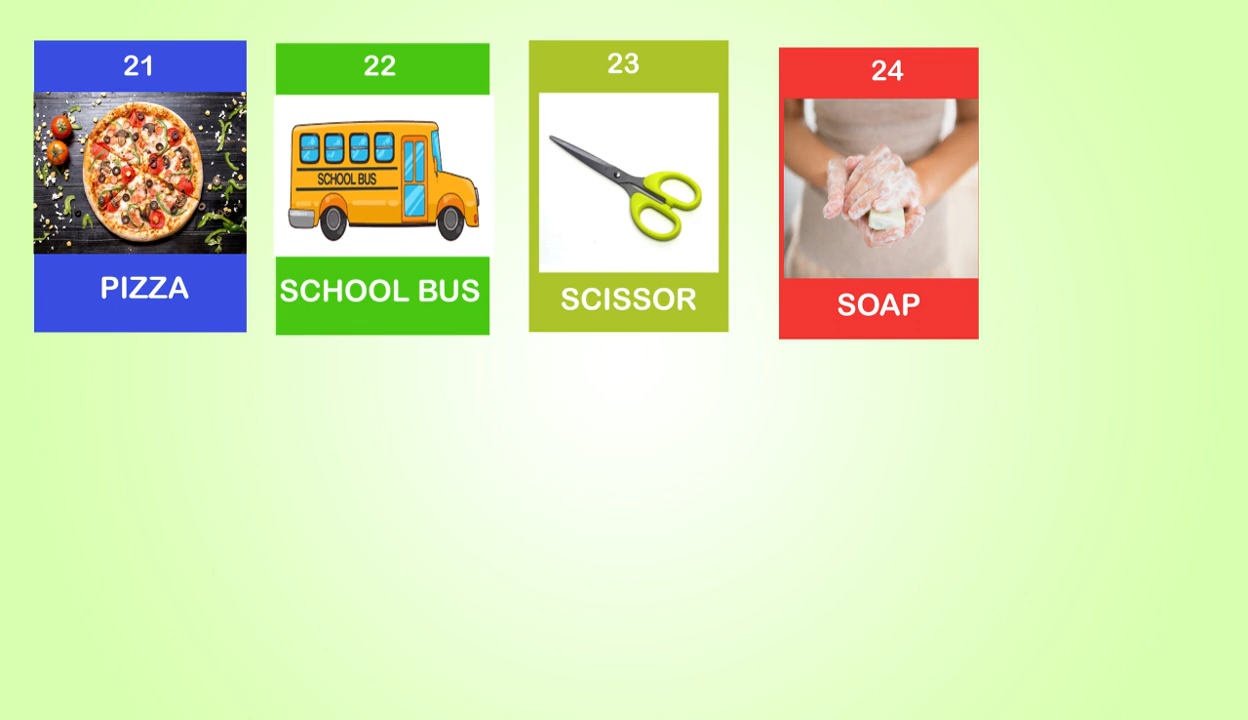 21
PIZZA
22
SCHOOL BUS
SCHOOL BUS
23
SCISSOR
24
SOAP